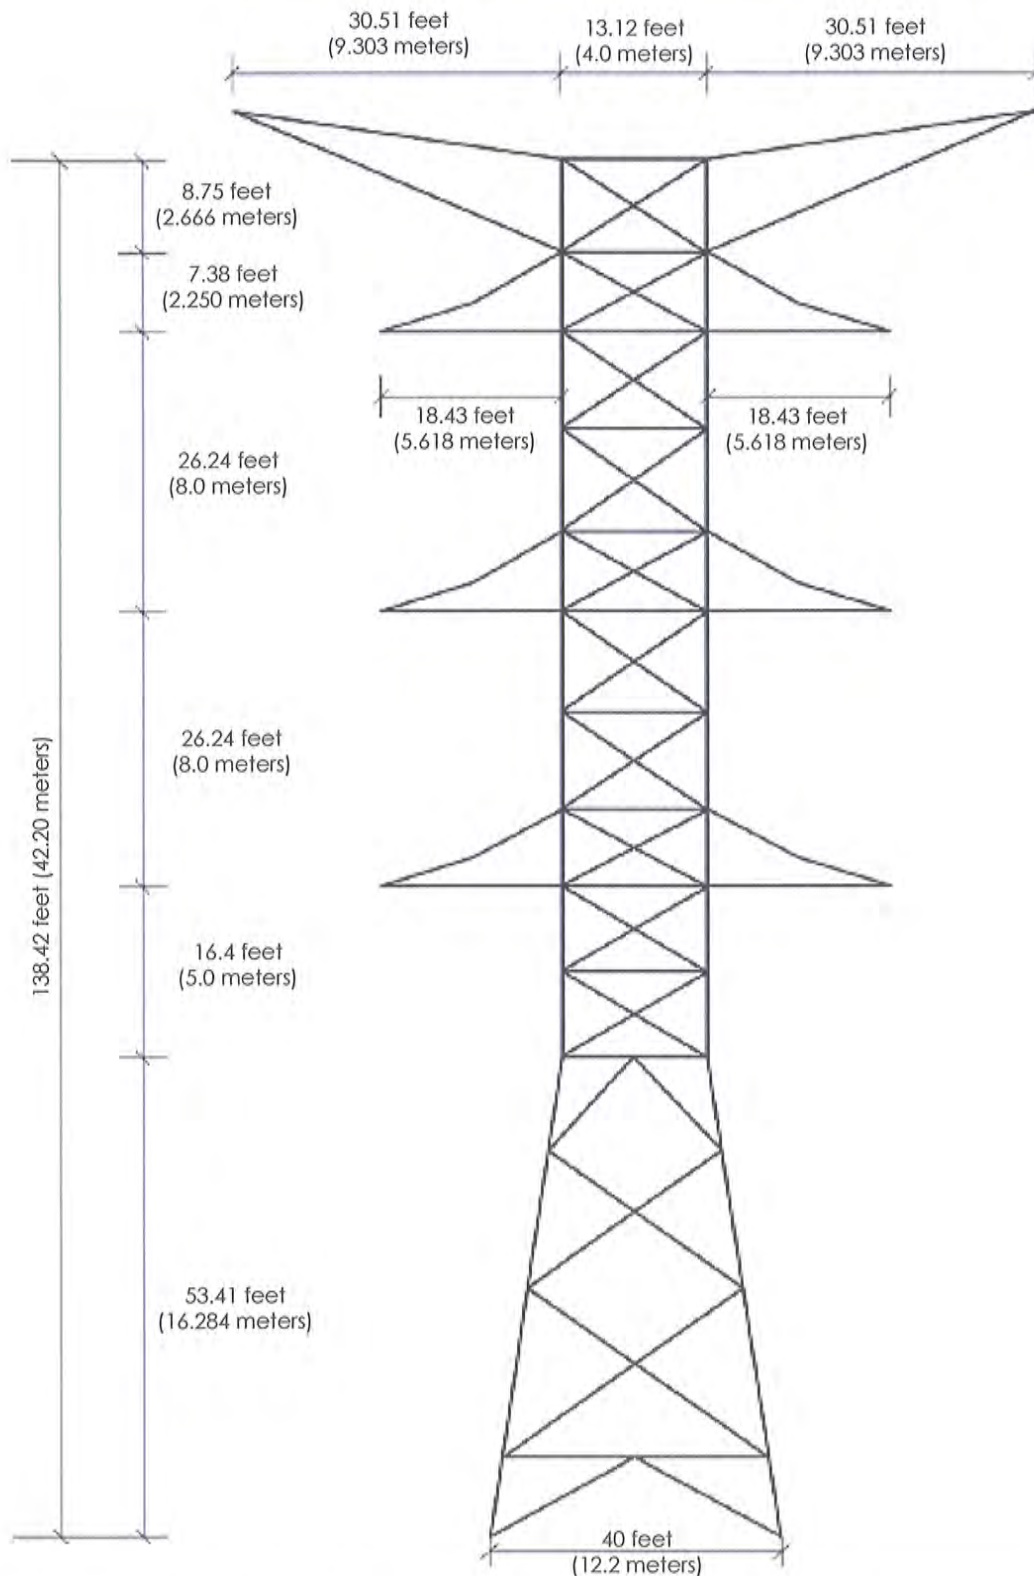 30.51 feet
(9.303 meters)
13.12 feet
(4.0 meters)
30.51 feet
(9.303 meters)
8.75 feet
(2.666 meters)
7.38 feet
(2.250 meters)
18.43 feet
(5.618 meters)
18.43 feet
(5.618 meters)
26.24 feet
(8.0 meters)
26.24 feet
(8.0 meters)
138.42 feet (42.20 meters)
16.4 feet
(5.0 meters)
53.41 feet
(16.284 meters)
40 feet
(12.2 meters)